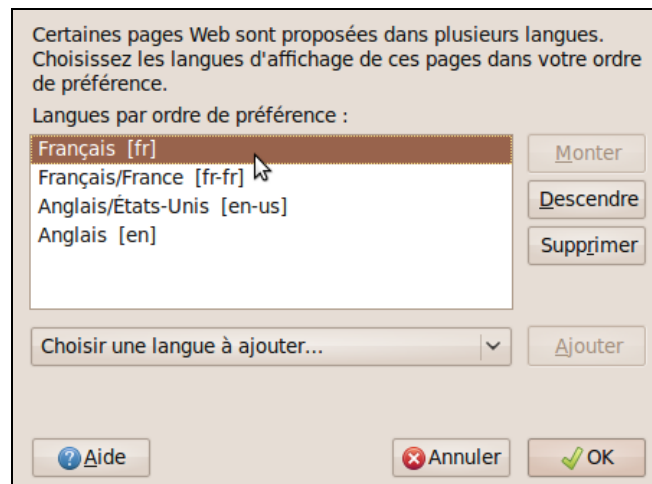 Certaines pages Web sont proposées dans plusieurs langues.
Choisissez les langues d'affichage de ces pages dans votre ordre
de préférence.
Langues par ordre de préférence :
Français [fr]
Français/France [fr-fr]
Anglais/États-Unis [en-us]
Anglais [en]
Monter
Descendre
Supprimer
Choisir une langue à ajouter...
Ajouter
Aide
Annuler
OK